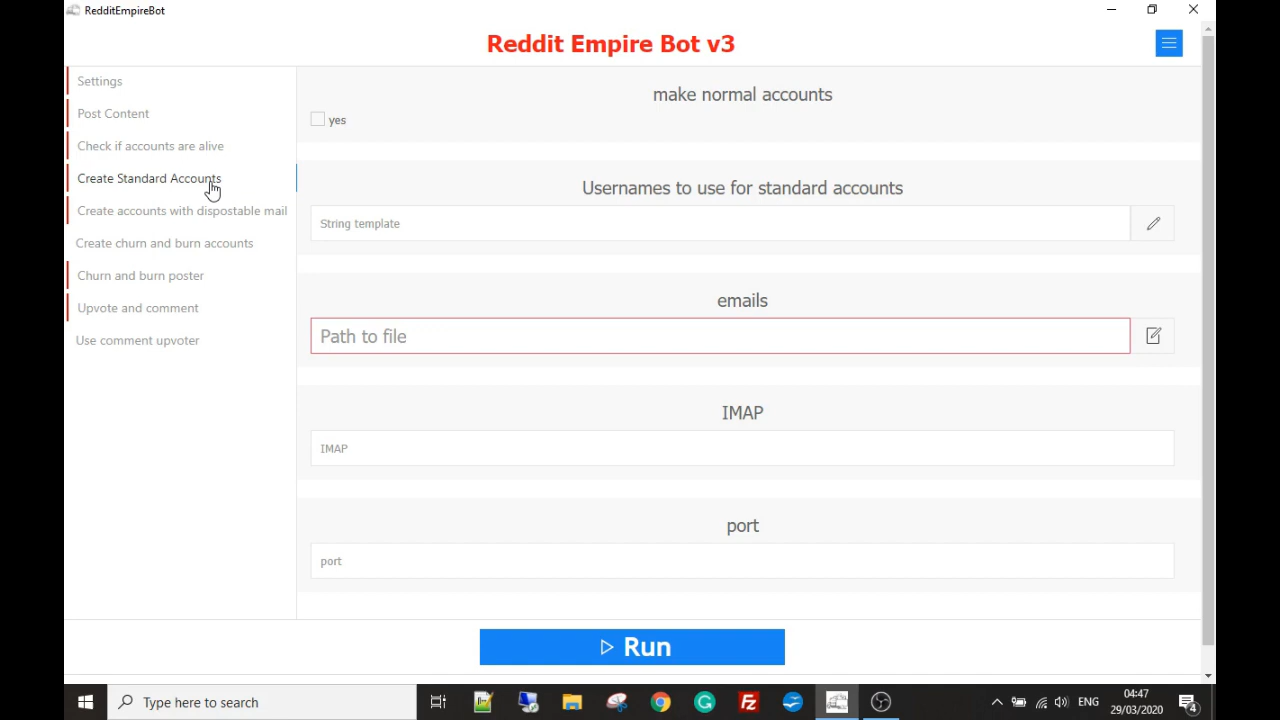 RedditEmpireBot
Reddit Empire Bot v3
Settings
Post Content
Check if accounts are alive
Create Standard Accounts
Create accounts with dispostable mail
Create churn and burn accounts
Churn and burn poster
Upvote and comment
Use comment upvoter
make normal accounts
yes
Usernames to use for standard accounts
String template
emails
Path to file
IMAP
IMAP
port
port
Run
Type here to search
ENG
04:47
29/03/2020
4